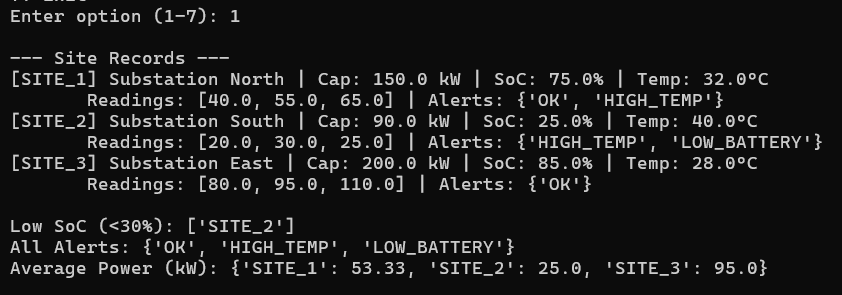 Enter option (1-7): 1
--- Site Records ---
[SITE_1] Substation North | Cap: 150.0 kW | SoC: 75.0% | Temp: 32.0°C
Readings: [40.0, 55.0, 65.0] | Alerts: {'OK', 'HIGH_TEMP'}
[SITE_2] Substation South | Cap: 90.0 kW | SoC: 25.0% | Temp: 40.0°C
Readings: [20.0, 30.0, 25.0] | Alerts: {'HIGH_TEMP', 'LOW_BATTERY'}
[SITE_3] Substation East | Cap: 200.0 kW | SoC: 85.0% | Temp: 28.0°C
Readings: [80.0, 95.0, 110.0] | Alerts: {'OK'}
Low SoC (<30%): ['SITE_2']
All Alerts: {'OK', 'HIGH_TEMP', 'LOW_BATTERY'}
Average Power (kW): {'SITE_1': 53.33, 'SITE_2': 25.0, 'SITE_3': 95.0}